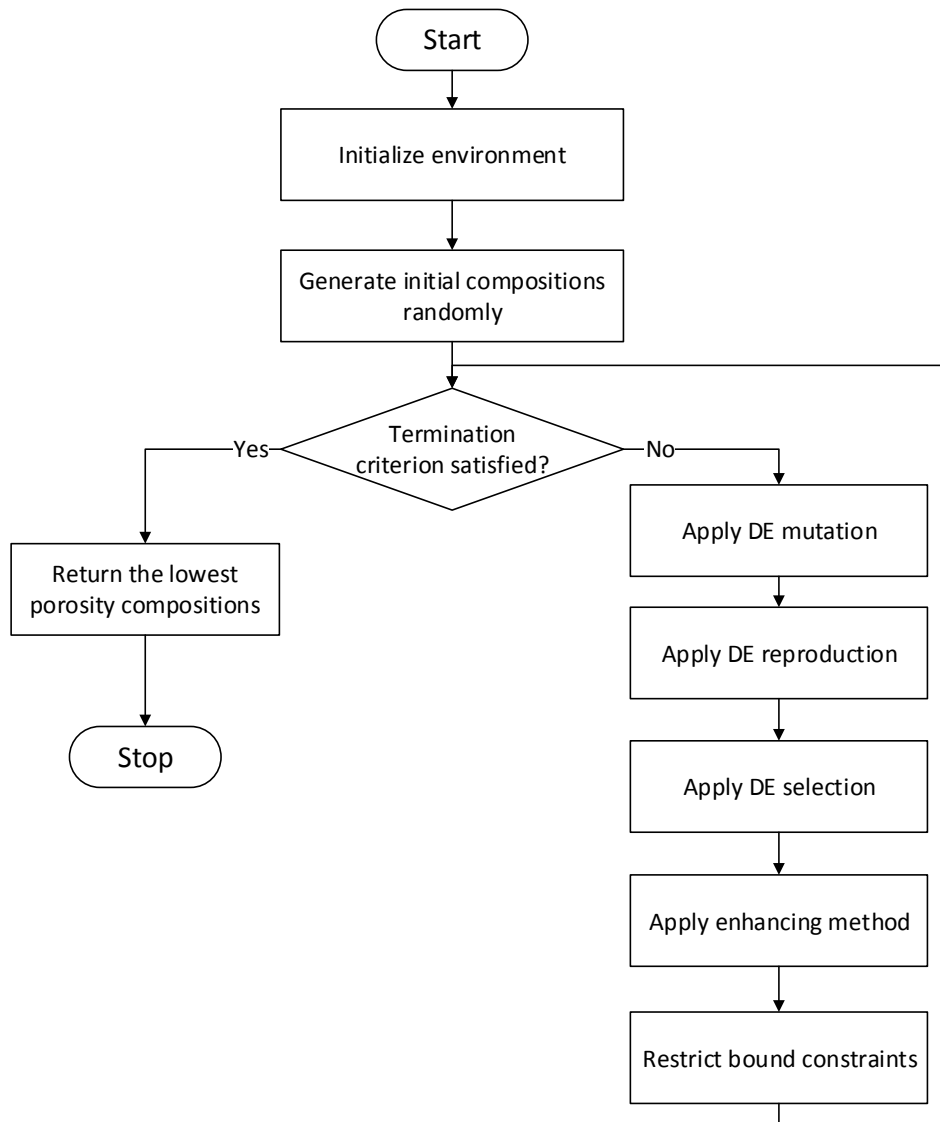 Start
Initialize environment
Generate initial compositions
randomly
Termination
criterion satisfied?
Yes
No
Return the lowest
porosity compositions
Stop
Apply DE mutation
Apply DE reproduction
Apply DE selection
Apply enhancing method
Restrict bound constraints